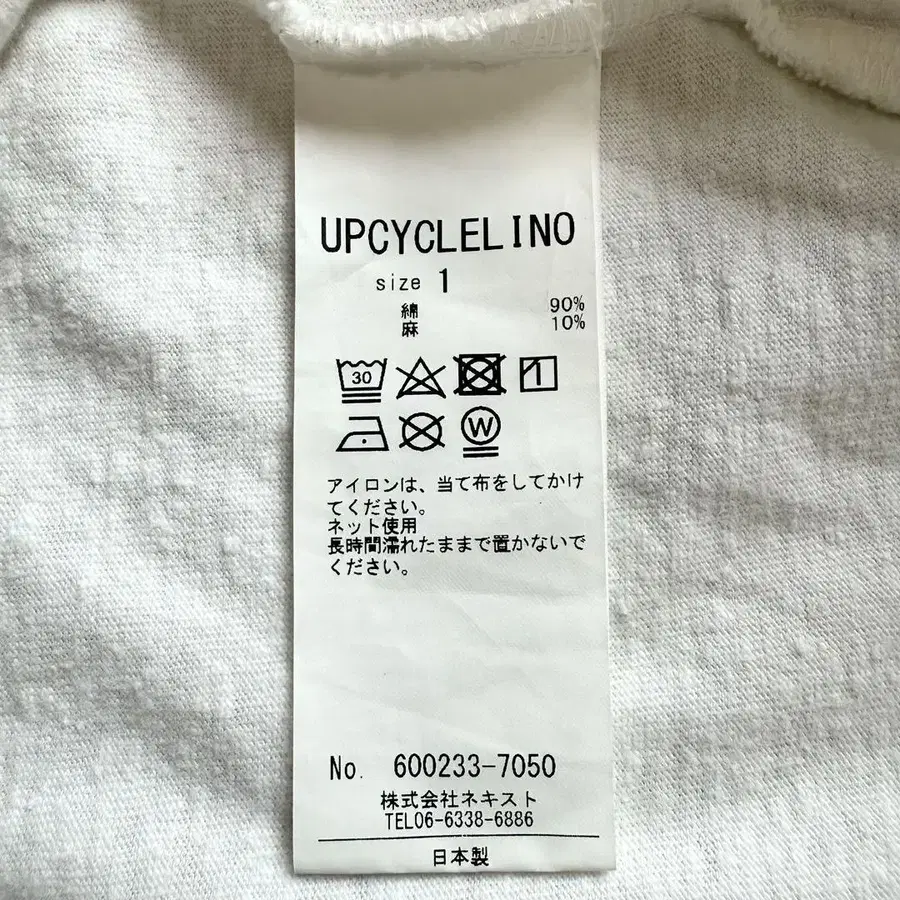 UPCYCLELINO
size 1
綿 90%
麻 10%
30
W
アイロンは、当て布をしてかけ
てください。
ネット使用
長時間濡れたままで置かないで
ください。
No. 600233-7050
株式会社ネキスト
TEL06-6338-6886
日本製